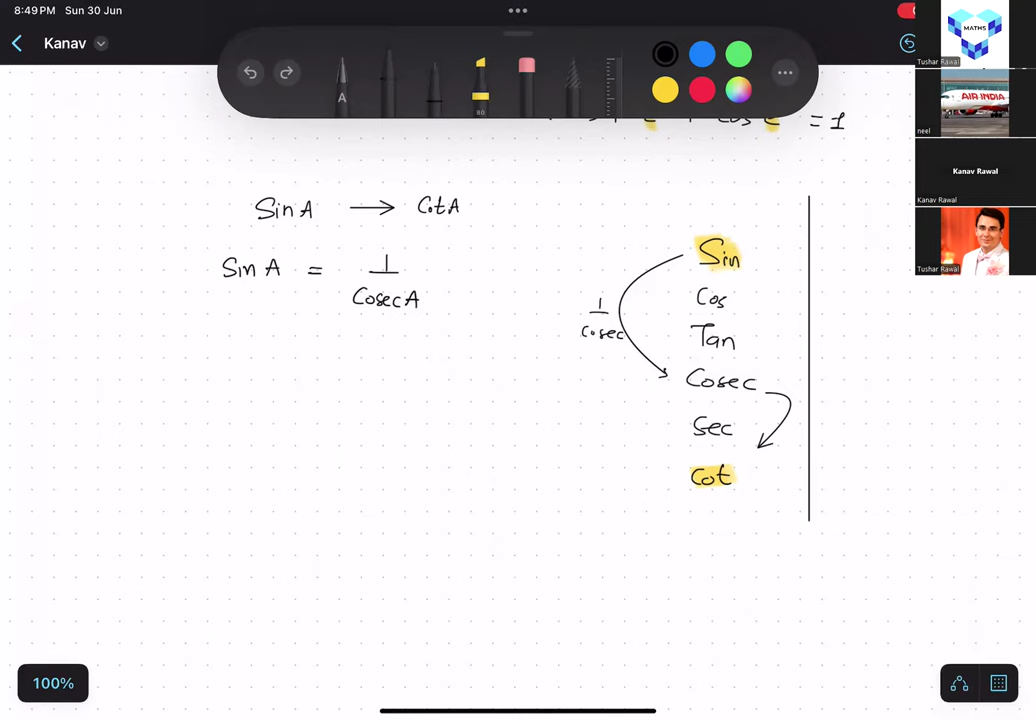 8:49 PM Sun 30 Jun
Kanav
A
80
= 1
MATHS
Tushar Rawal
AIR INDIA
neel
Kanav Rawal
Kanav Rawal
Tushar Rawal
Sin A → Cot A
Sin A = 1/Cosec A
Sin
Cos
Tan
Cosec
Sec
Cot
1/Cosec
100%